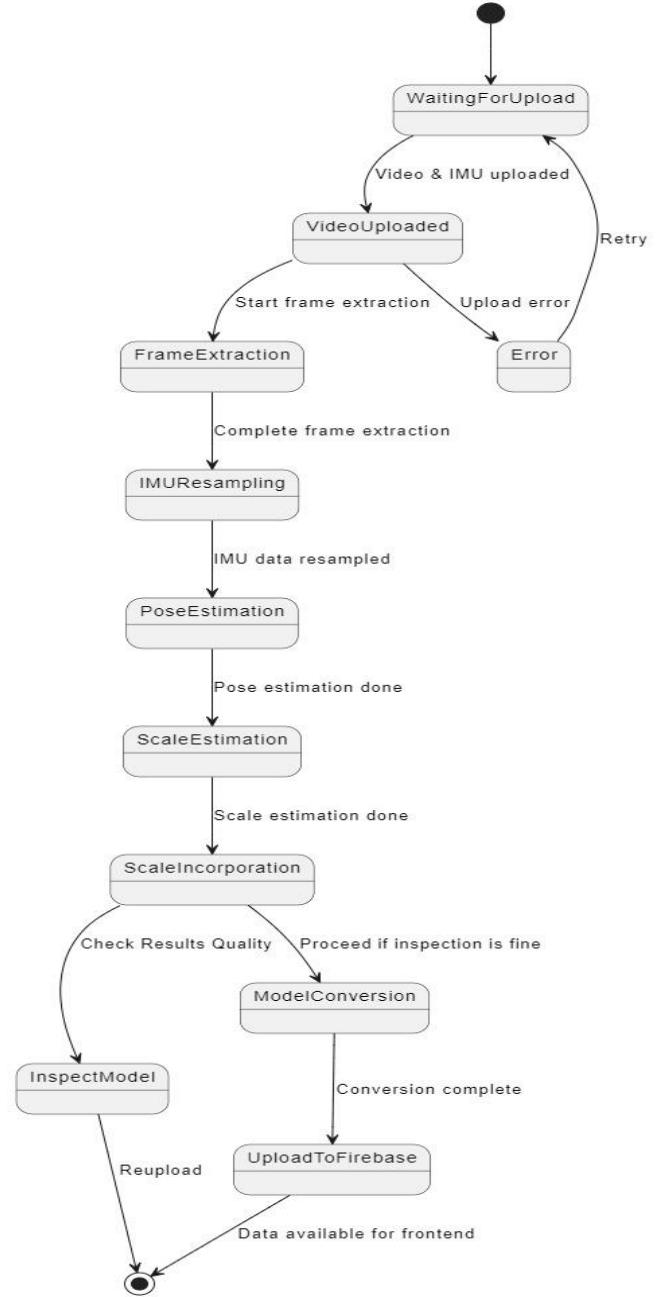 WaitingForUpload
Video & IMU uploaded
VideoUploaded
Retry
Start frame extraction
Upload error
FrameExtraction
Error
Complete frame extraction
IMUResampling
IMU data resampled
PoseEstimation
Pose estimation done
ScaleEstimation
Scale estimation done
ScaleIncorporation
Check Results Quality
Proceed if inspection is fine
ModelConversion
InspectModel
Conversion complete
UploadToFirebase
Reupload
Data available for frontend